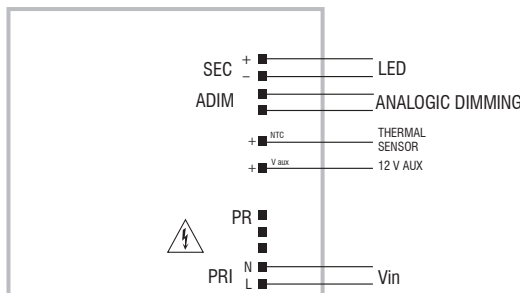 SEC + LED
−
ADIM ANALOGIC DIMMING
+ NTC THERMAL
SENSOR
+ V aux 12 V AUX
PR
N
PRI L Vin